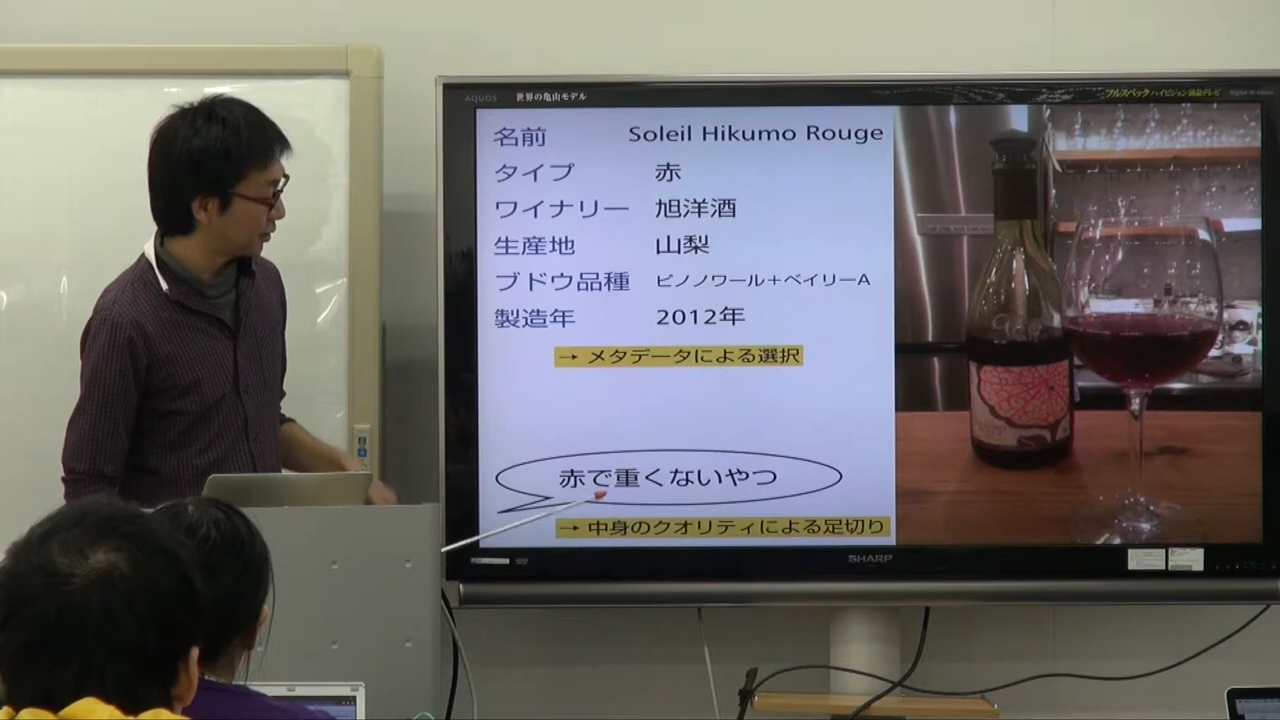 AQUOS 世界の亀山モデル
フルスペックハイビジョン液晶テレビ
名前 Soleil Hikumo Rouge
タイプ 赤
ワイナリー 旭洋酒
生産地 山梨
ブドウ品種 ピノノワール+ベイリーA
製造年 2012年
→ メタデータによる選択
赤で重くないやつ
→ 中身のクオリティによる足切り
SHARP